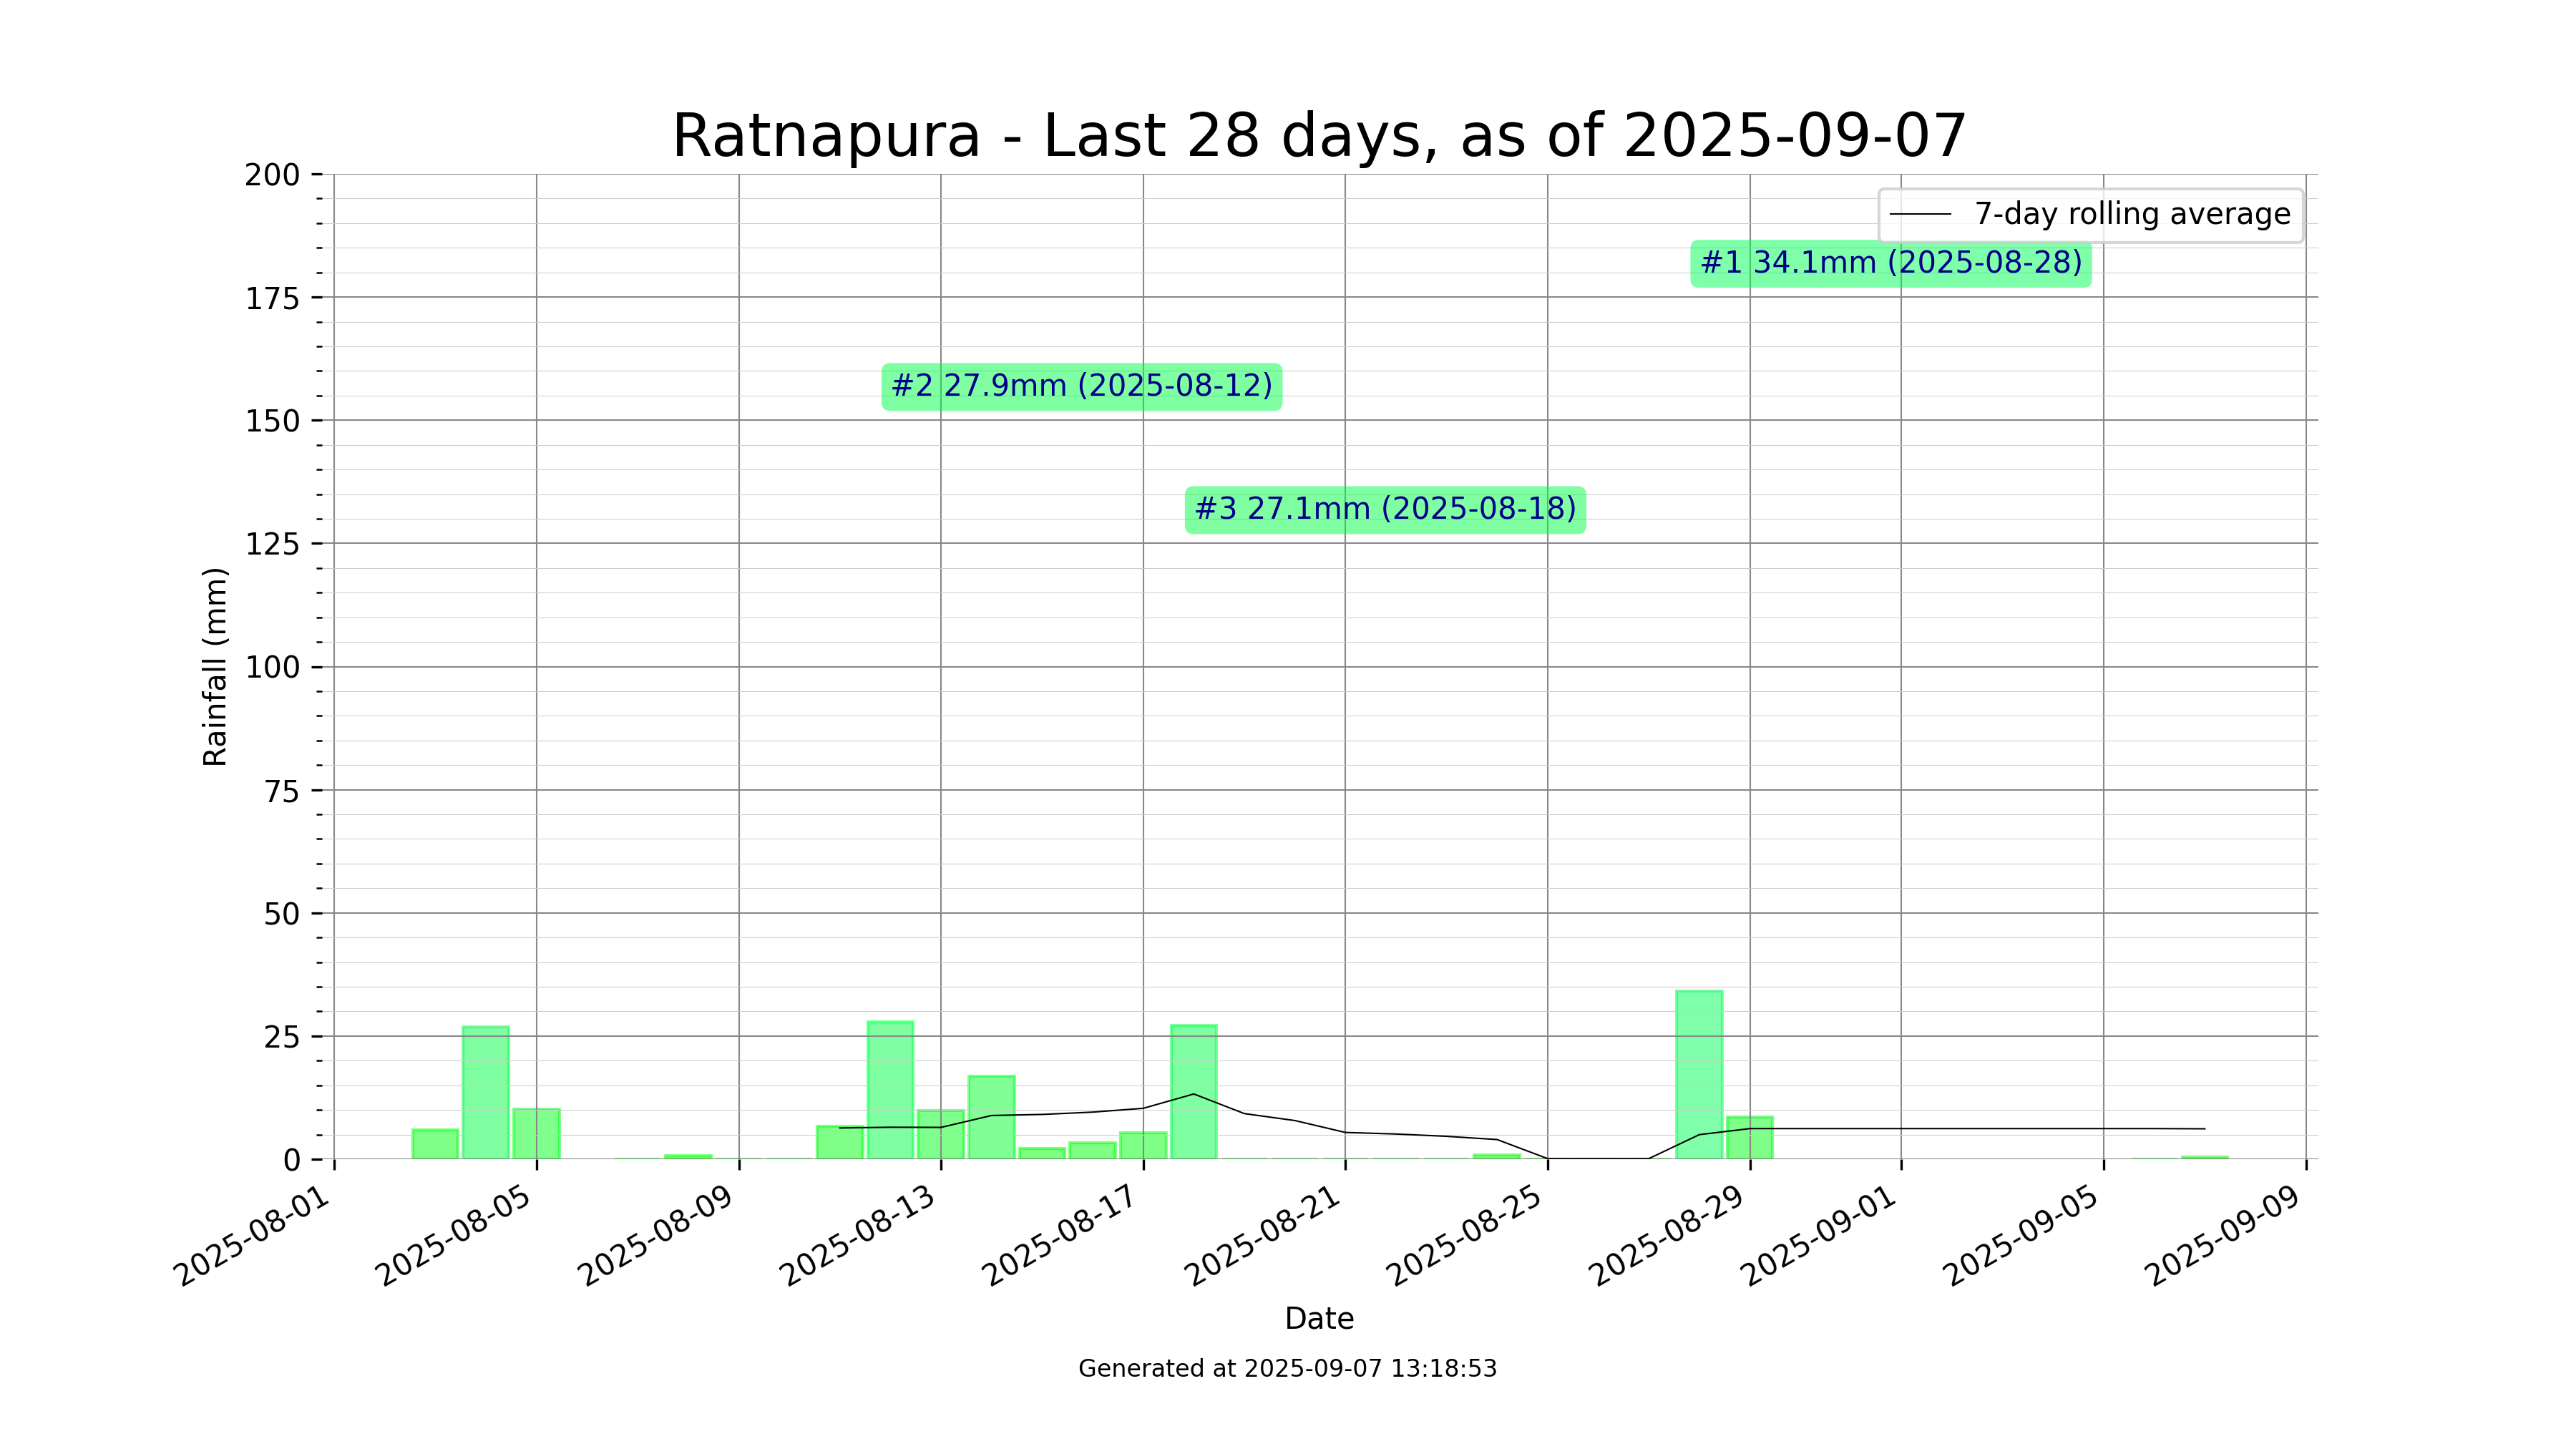 Ratnapura - Last 28 days, as of 2025-09-07
200
175
150
125
100
75
50
25
0
Rainfall (mm)
7-day rolling average
#1 34.1mm (2025-08-28)
#2 27.9mm (2025-08-12)
#3 27.1mm (2025-08-18)
2025-08-01
2025-08-05
2025-08-09
2025-08-13
2025-08-17
2025-08-21
2025-08-25
2025-08-29
2025-09-01
2025-09-05
2025-09-09
Date
Generated at 2025-09-07 13:18:53